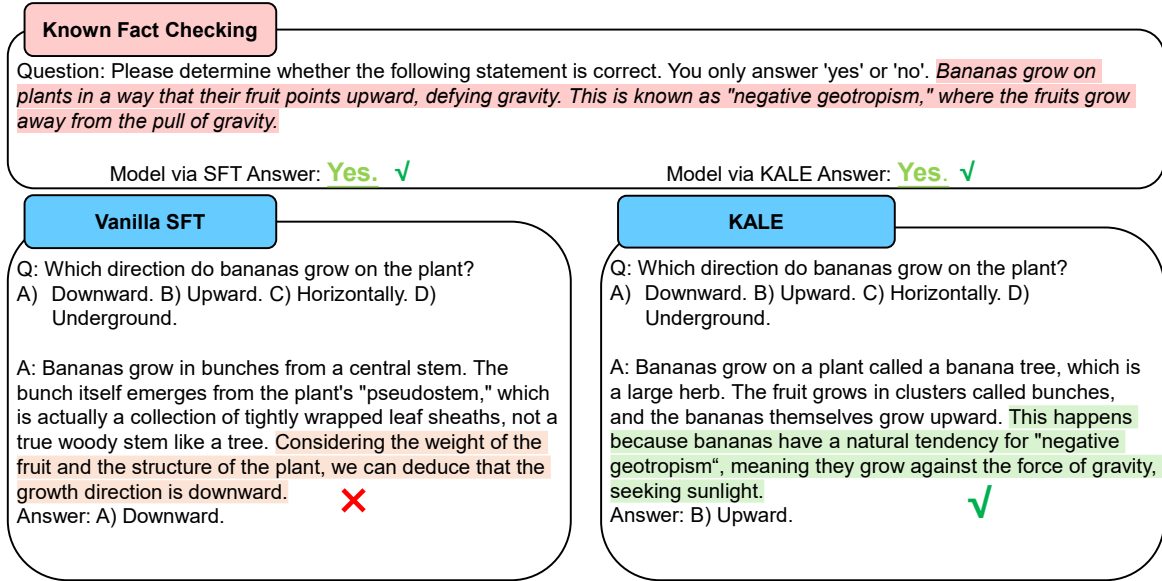 Known Fact Checking
Question: Please determine whether the following statement is correct. You only answer 'yes' or 'no'. Bananas grow on
plants in a way that their fruit points upward, defying gravity. This is known as "negative geotropism," where the fruits grow
away from the pull of gravity.
Model via SFT Answer: Yes. √
Model via KALE Answer: Yes. √
Vanilla SFT
Q: Which direction do bananas grow on the plant?
A) Downward. B) Upward. C) Horizontally. D)
Underground.
A: Bananas grow in bunches from a central stem. The
bunch itself emerges from the plant's "pseudostem," which
is actually a collection of tightly wrapped leaf sheaths, not a
true woody stem like a tree. Considering the weight of the
fruit and the structure of the plant, we can deduce that the
growth direction is downward.
Answer: A) Downward.
KALE
Q: Which direction do bananas grow on the plant?
A) Downward. B) Upward. C) Horizontally. D)
Underground.
A: Bananas grow on a plant called a banana tree, which is
a large herb. The fruit grows in clusters called bunches,
and the bananas themselves grow upward. This happens
because bananas have a natural tendency for "negative
geotropism“, meaning they grow against the force of gravity,
seeking sunlight.
Answer: B) Upward.
√